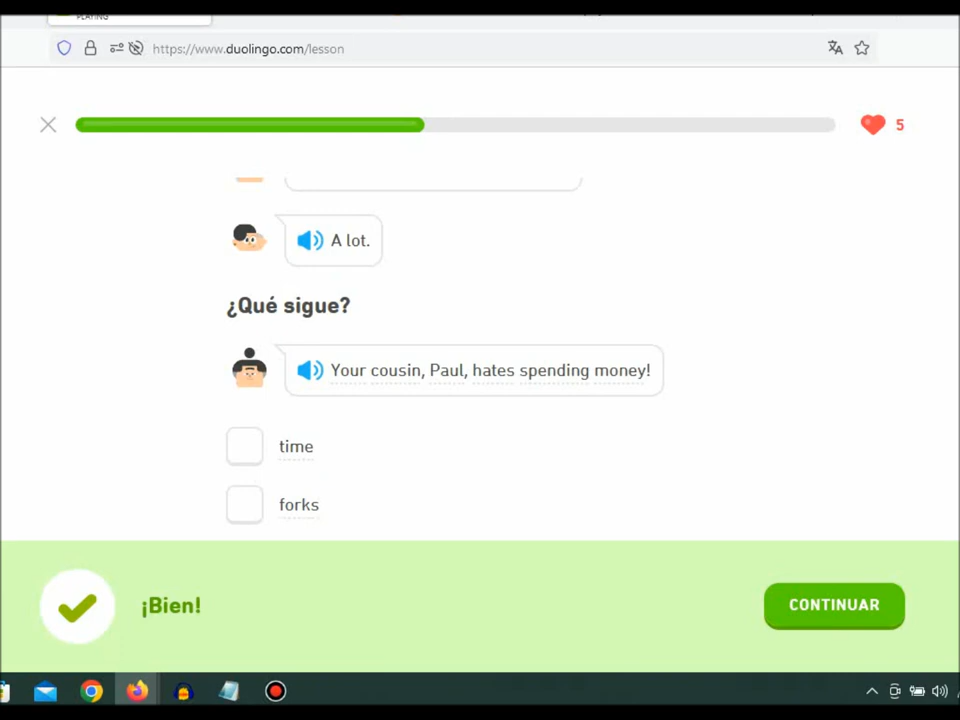 PLAYING
https://www.duolingo.com/lesson
5
A lot.
¿Qué sigue?
Your cousin, Paul, hates spending money!
time
forks
¡Bien!
CONTINUAR